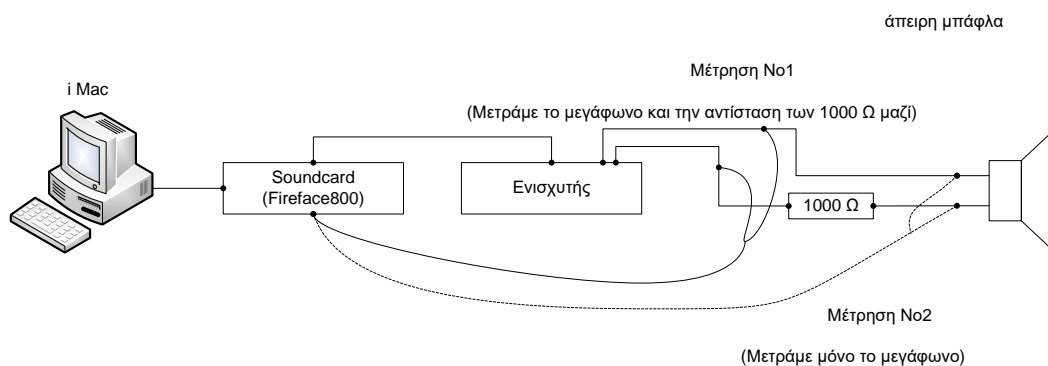 άπειρη μπάφλα
Μέτρηση Νο1
i Mac
(Μετράμε το μεγάφωνο και την αντίσταση των 1000 Ω μαζί)
Soundcard
(Fireface800)
Ενισχυτής
1000 Ω
Μέτρηση Νο2
(Μετράμε μόνο το μεγάφωνο)